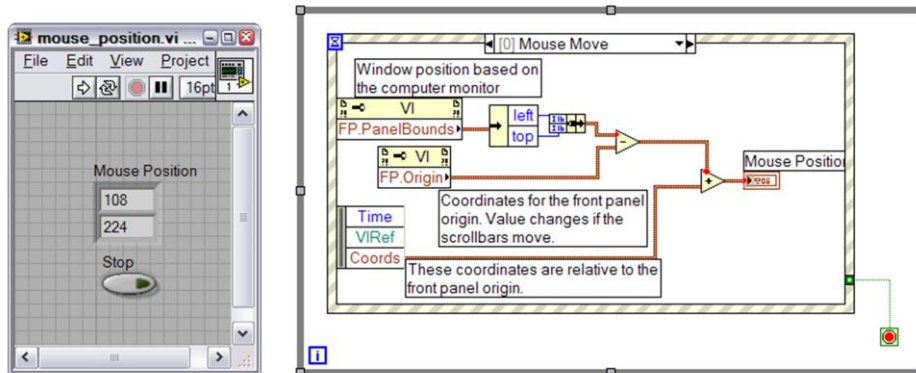 mouse_position.vi ...
File Edit View Project
16pt
1
Mouse Position
108
224
Stop
[0] Mouse Move
Window position based on
the computer monitor
VI
FP.PanelBounds
left
top
VI
FP.Origin
Mouse Position
Coordinates for the front panel
origin. Value changes if the
scrollbars move.
Time
VIRef
Coords
These coordinates are relative to the
front panel origin.
i